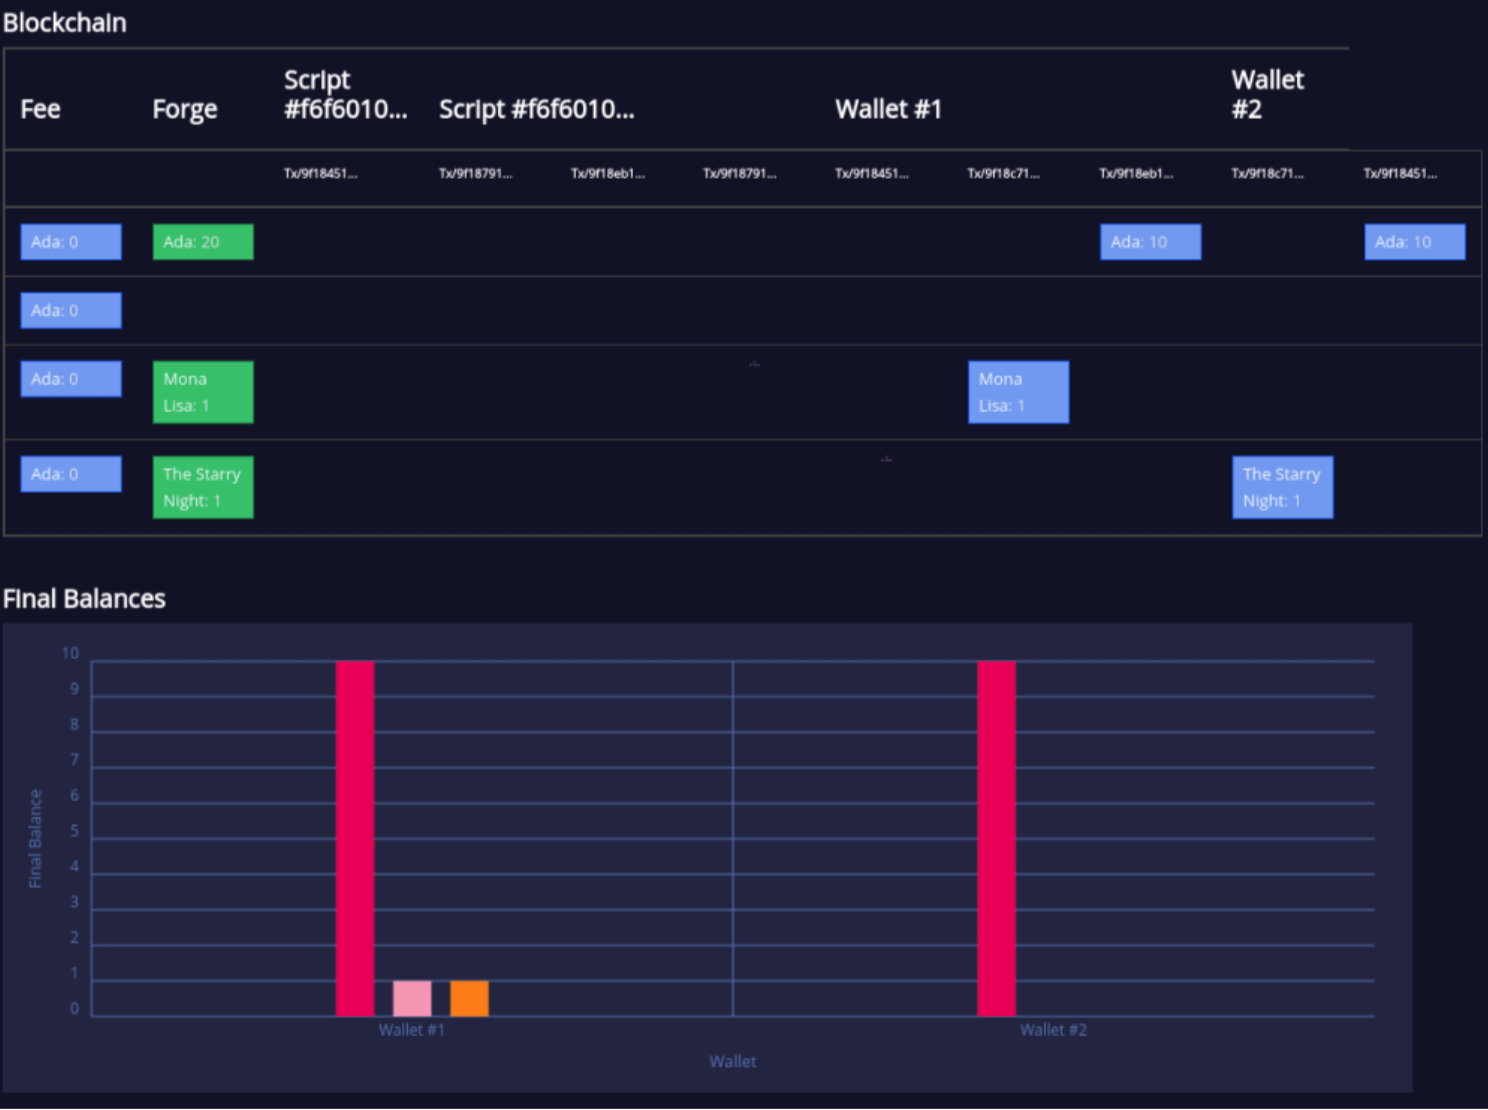 Blockchain
Script
Wallet
Fee Forge #f6f6010... Script #f6f6010... Wallet #1 #2
Tx/9f18451... Tx/9f18791... Tx/9f18eb1... Tx/9f18791... Tx/9f18451... Tx/9f18c71... Tx/9f18eb1... Tx/9f18c71... Tx/9f18451...
Ada: 0 Ada: 20 Ada: 10 Ada: 10
Ada: 0
Ada: 0 Mona Mona
Lisa: 1 Lisa: 1
Ada: 0 The Starry The Starry
Night: 1 Night: 1
Final Balances
10
9
8
7
6
5
4
3
2
1
0
Final Balance
Wallet #1 Wallet #2
Wallet